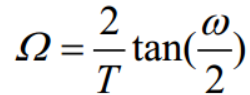 Ω = 2/T tan(ω/2)